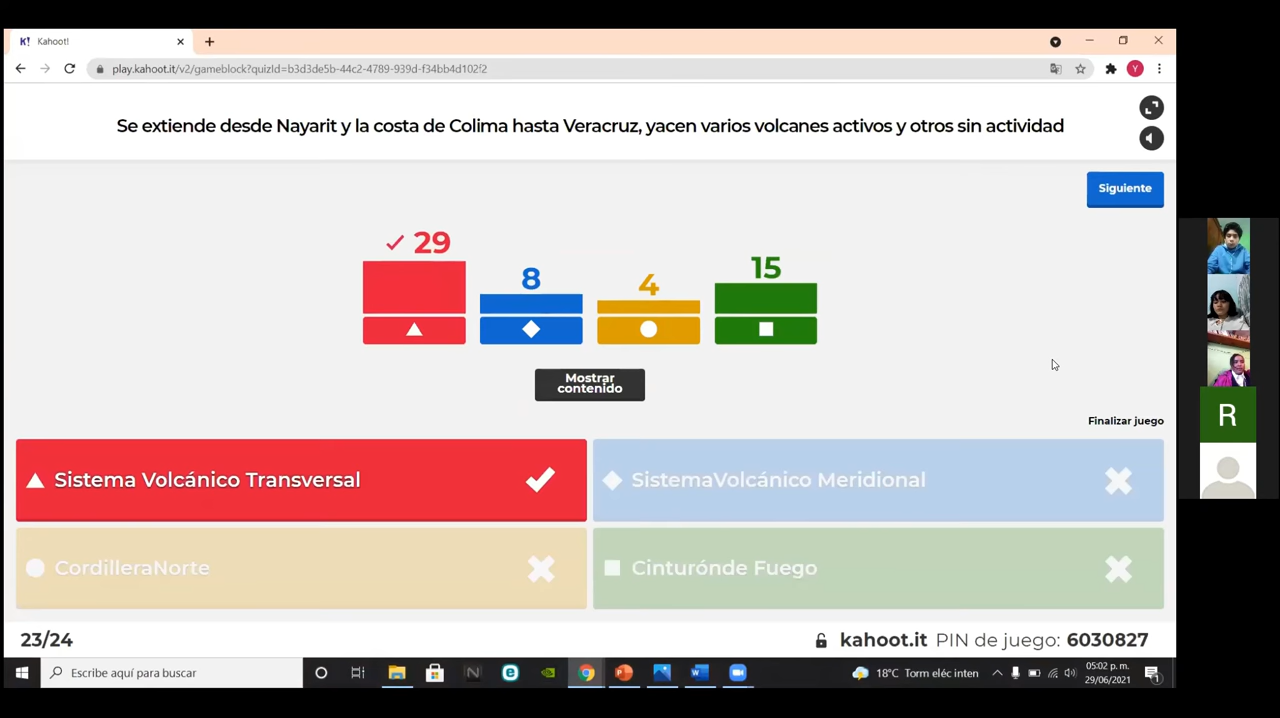 K! Kahoot!
play.kahoot.it/v2/gameblock?quizId=b3d3de5b-44c2-4789-939d-f34bb4d102f2
Y
Se extiende desde Nayarit y la costa de Colima hasta Veracruz, yacen varios volcanes activos y otros sin actividad
Siguiente
29
8
4
15
Mostrar
contenido
Finalizar juego
R
Sistema Volcánico Transversal
SistemaVolcánico Meridional
CordilleraNorte
Cinturónde Fuego
23/24
kahoot.it PIN de juego: 6030827
Escribe aquí para buscar
18°C Torm eléc inten
05:02 p. m.
29/06/2021